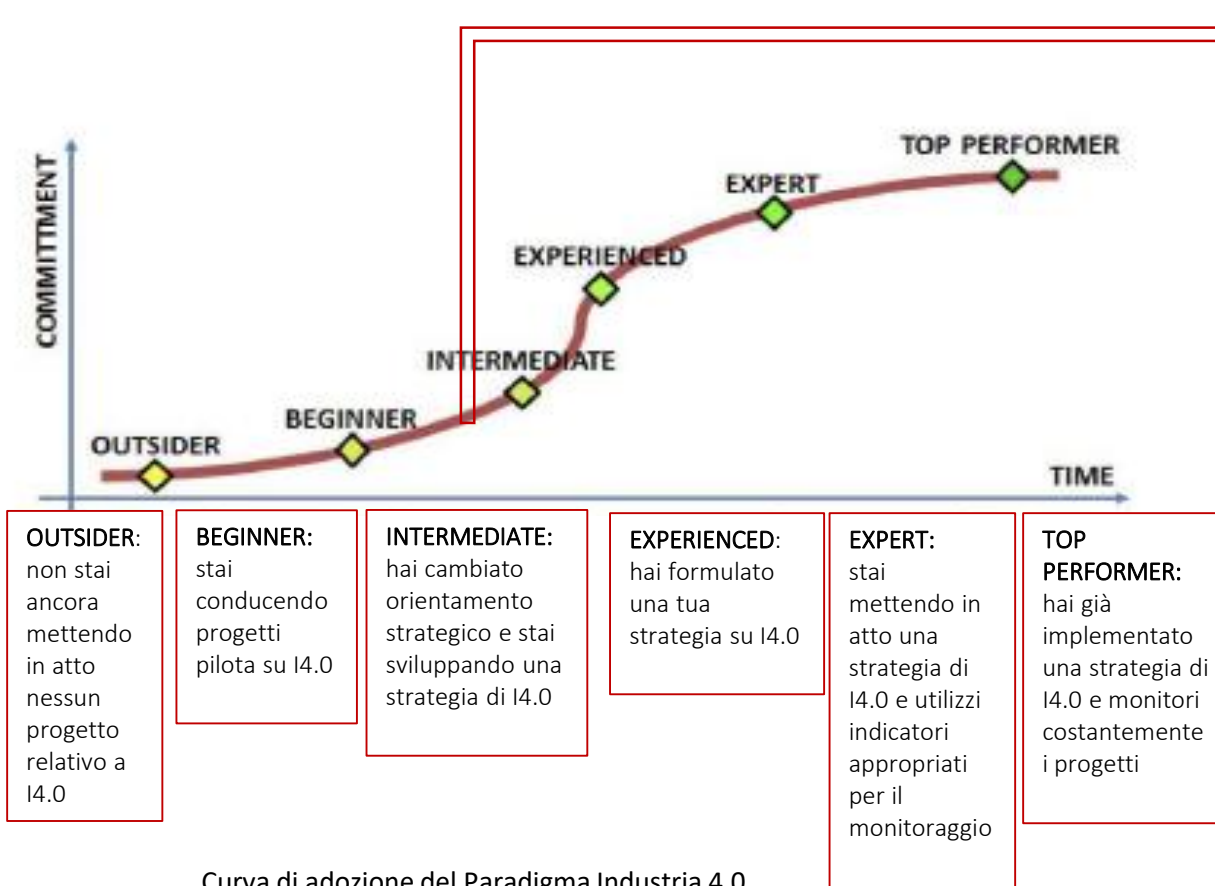 COMMITTMENT
TOP PERFORMER
EXPERT
EXPERIENCED
INTERMEDIATE
BEGINNER
OUTSIDER
TIME
OUTSIDER:
non stai
ancora
mettendo
in atto
nessun
progetto
relativo a
I4.0
BEGINNER:
stai
conducendo
progetti
pilota su I4.0
INTERMEDIATE:
hai cambiato
orientamento
strategico e stai
sviluppando una
strategia di I4.0
EXPERIENCED:
hai formulato
una tua
strategia su I4.0
EXPERT:
stai
mettendo in
atto una
strategia di
I4.0 e utilizzi
indicatori
appropriati
per il
monitoraggio
TOP
PERFORMER:
hai già
implementato
una strategia di
I4.0 e monitori
costantemente
i progetti
Curva di adozione del Paradigma Industria 4.0